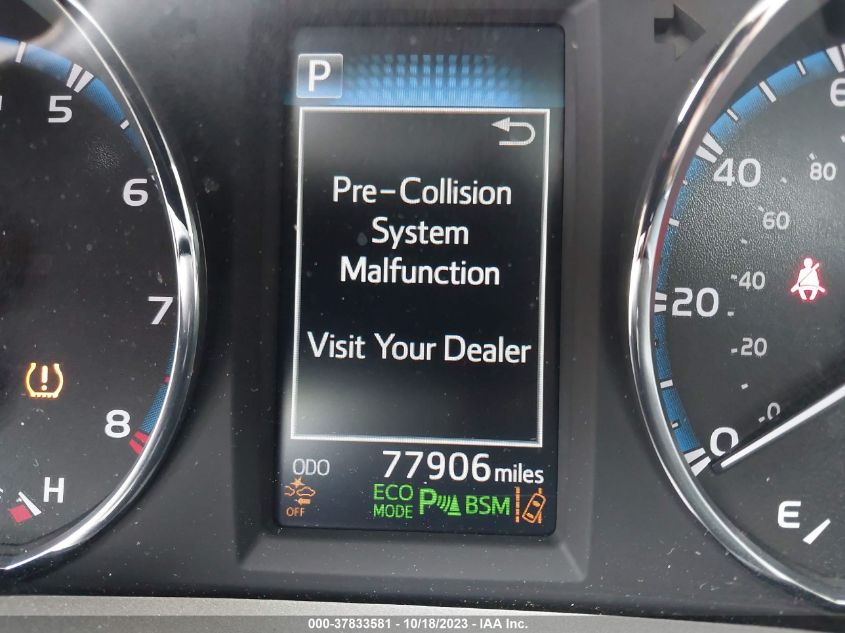 P
Pre-Collision
System
Malfunction
Visit Your Dealer
ODO 77906 miles
OFF
ECO
MODE
P
BSM
5
6
7
8
H
40
20
0
80
60
40
20
0
E
000-37833581 - 10/18/2023 - IAA Inc.